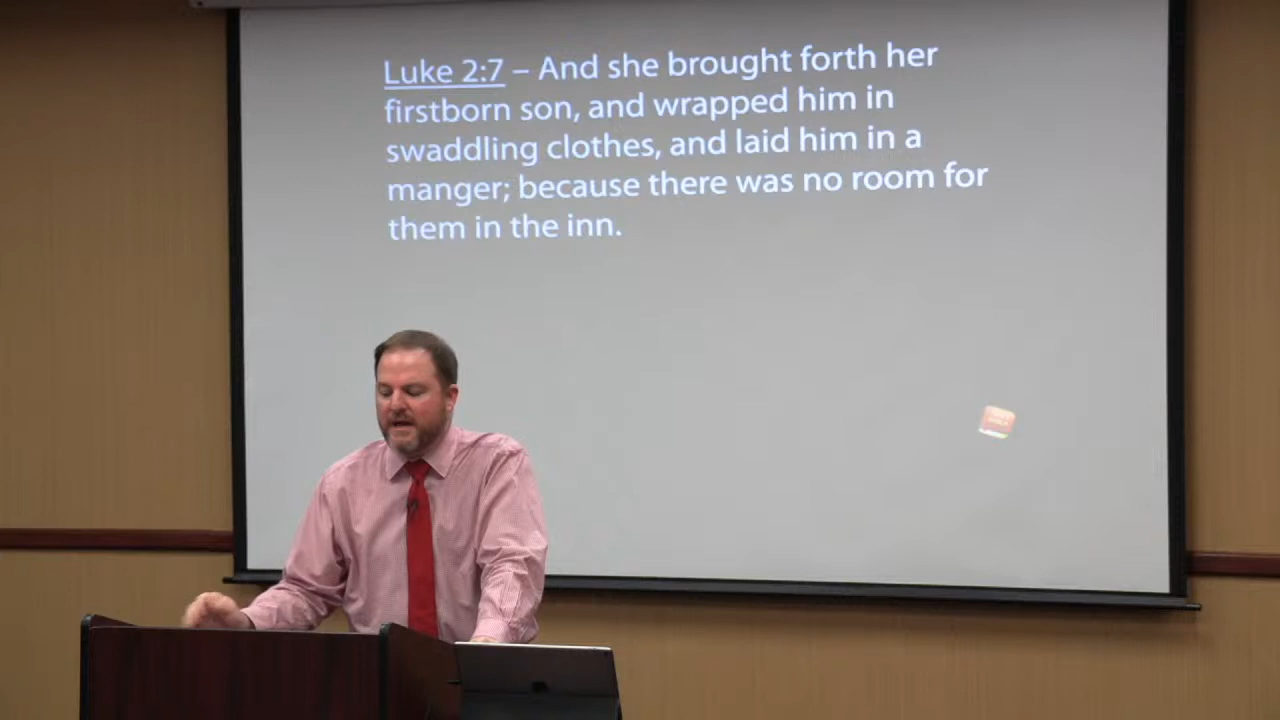 Luke 2:7 – And she brought forth her
firstborn son, and wrapped him in
swaddling clothes, and laid him in a
manger; because there was no room for
them in the inn.